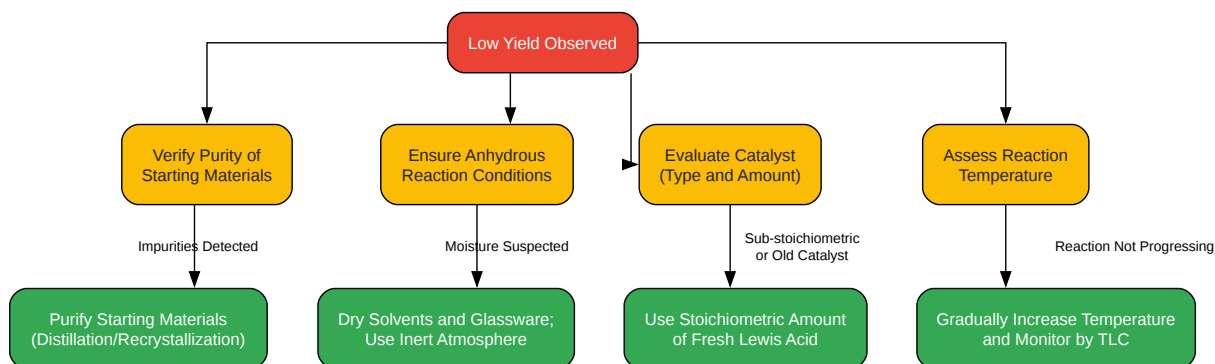 Low Yield Observed
Verify Purity of
Starting Materials
Ensure Anhydrous
Reaction Conditions
Evaluate Catalyst
(Type and Amount)
Assess Reaction
Temperature
Impurities Detected
Moisture Suspected
Sub-stoichiometric
or Old Catalyst
Reaction Not Progressing
Purify Starting Materials
(Distillation/Recrystallization)
Dry Solvents and Glassware;
Use Inert Atmosphere
Use Stoichiometric Amount
of Fresh Lewis Acid
Gradually Increase Temperature
and Monitor by TLC